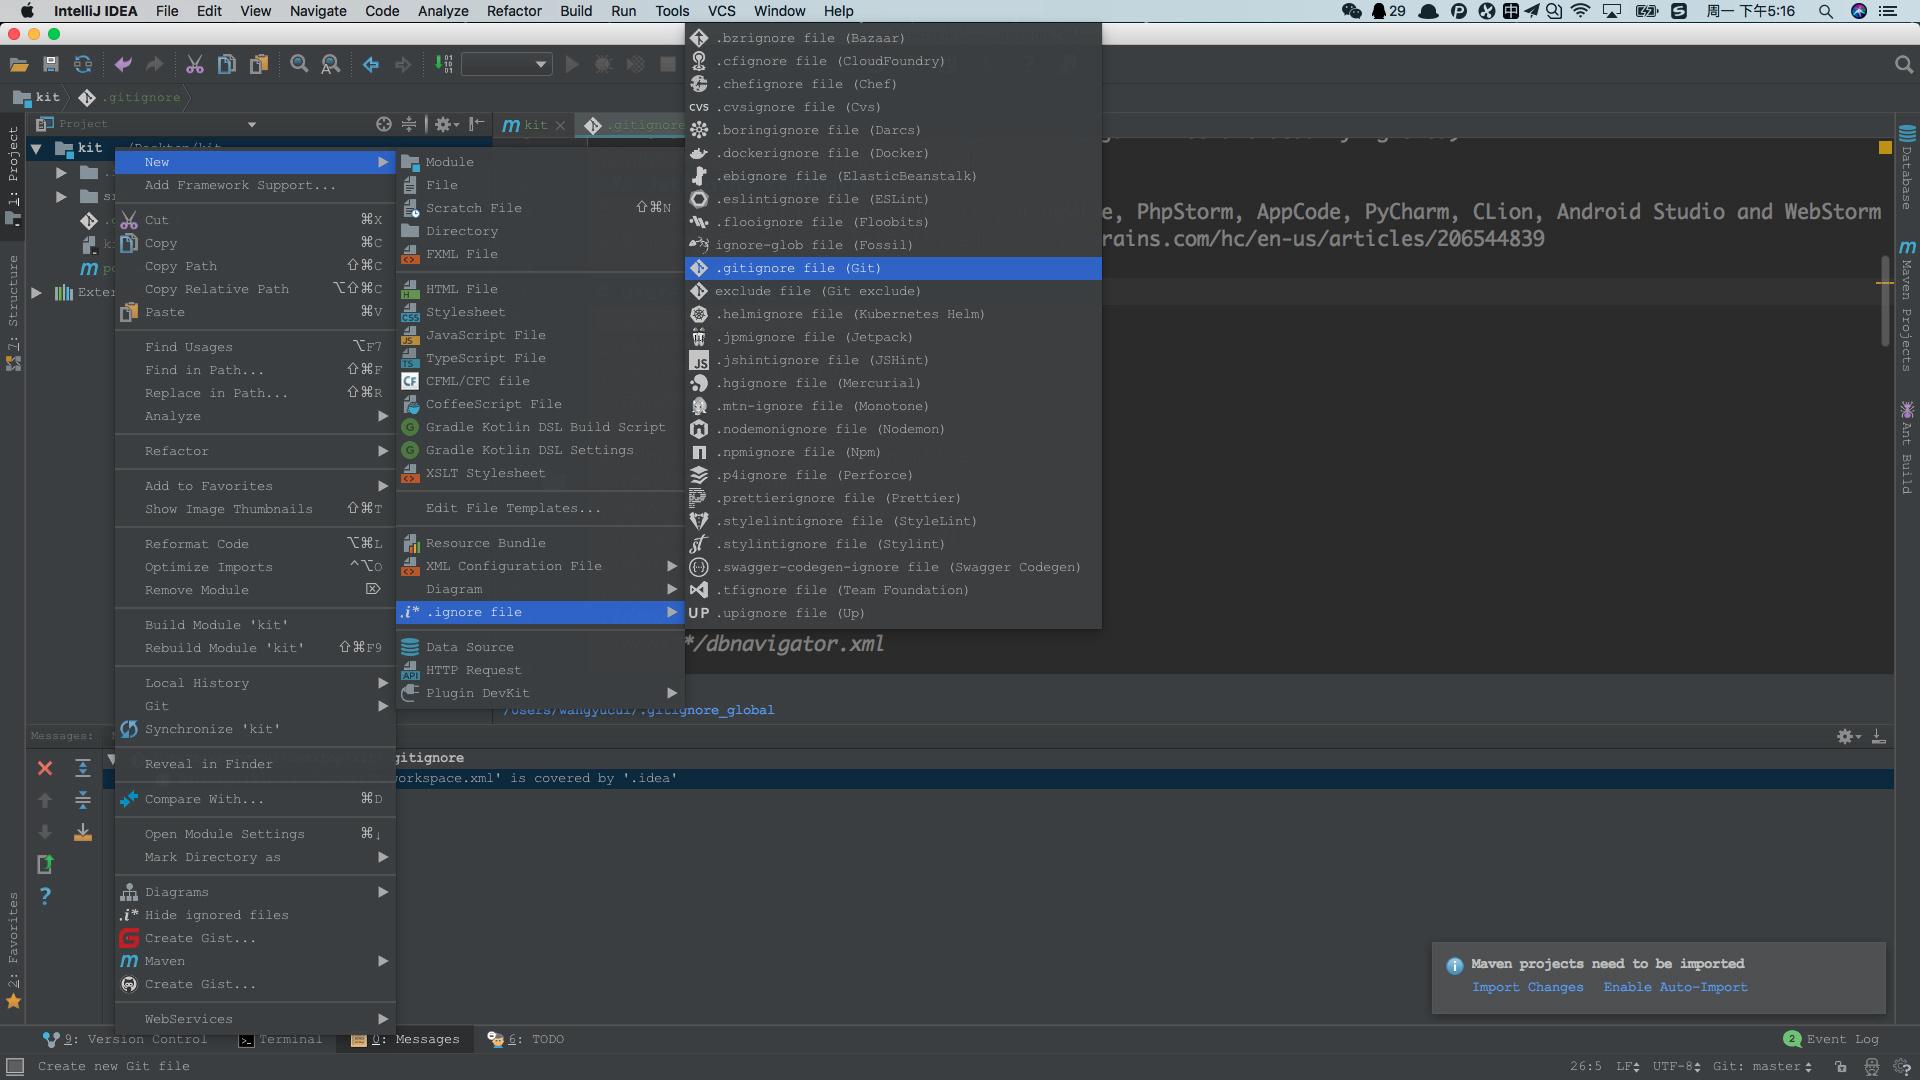 IntelliJ IDEA File Edit View Navigate Code Analyze Refactor Build Run Tools VCS Window Help 29 周一 下午5:16
kit .gitignore
Project
kit .gitignore
1: Project
7: Structure
2: Favorites
kit ~/Desktop/kit
New
Add Framework Support...
Cut ⌘X
Copy ⌘C
Copy Path ⇧⌘C
Copy Relative Path ⌥⇧⌘C
Paste ⌘V
Find Usages ⌥F7
Find in Path... ⇧⌘F
Replace in Path... ⇧⌘R
Analyze
Refactor
Add to Favorites
Show Image Thumbnails ⇧⌘T
Reformat Code ⌥⌘L
Optimize Imports ^⌥O
Remove Module ⌦
Build Module 'kit'
Rebuild Module 'kit' ⇧⌘F9
Local History
Git
Synchronize 'kit'
Reveal in Finder
Compare With... ⌘D
Open Module Settings ⌘↓
Mark Directory as
Diagrams
Hide ignored files
Create Gist...
Maven
Create Gist...
WebServices
Module
File
Scratch File ⇧⌘N
Directory
FXML File
HTML File
Stylesheet
JavaScript File
TypeScript File
CFML/CFC file
CoffeeScript File
Gradle Kotlin DSL Build Script
Gradle Kotlin DSL Settings
XSLT Stylesheet
Edit File Templates...
Resource Bundle
XML Configuration File
Diagram
.ignore file
Data Source
HTTP Request
Plugin DevKit
.bzrignore file (Bazaar)
.cfignore file (CloudFoundry)
.chefignore file (Chef)
CVS .cvsignore file (Cvs)
.boringignore file (Darcs)
.dockerignore file (Docker)
.ebignore file (ElasticBeanstalk)
.eslintignore file (ESLint)
.flooignore file (Floobits)
ignore-glob file (Fossil)
.gitignore file (Git)
exclude file (Git exclude)
.helmignore file (Kubernetes Helm)
.jpmignore file (Jetpack)
.jshintignore file (JSHint)
.hgignore file (Mercurial)
.mtn-ignore file (Monotone)
.nodemonignore file (Nodemon)
.npmignore file (Npm)
.p4ignore file (Perforce)
.prettierignore file (Prettier)
.stylelintignore file (StyleLint)
.stylintignore file (Stylint)
.swagger-codegen-ignore file (Swagger Codegen)
.tfignore file (Team Foundation)
UP .upignore file (Up)
e, PhpStorm, AppCode, PyCharm, CLion, Android Studio and WebStorm
rains.com/hc/en-us/articles/206544839
*/dbnavigator.xml
/Users/wangyucui/.gitignore_global
Database
Maven Projects
Ant Build
Messages:
gitignore
orkspace.xml' is covered by '.idea'
Maven projects need to be imported
Import Changes Enable Auto-Import
9: Version Control Terminal 0: Messages 6: TODO 2 Event Log
Create new Git file 26:5 LF UTF-8 Git: master